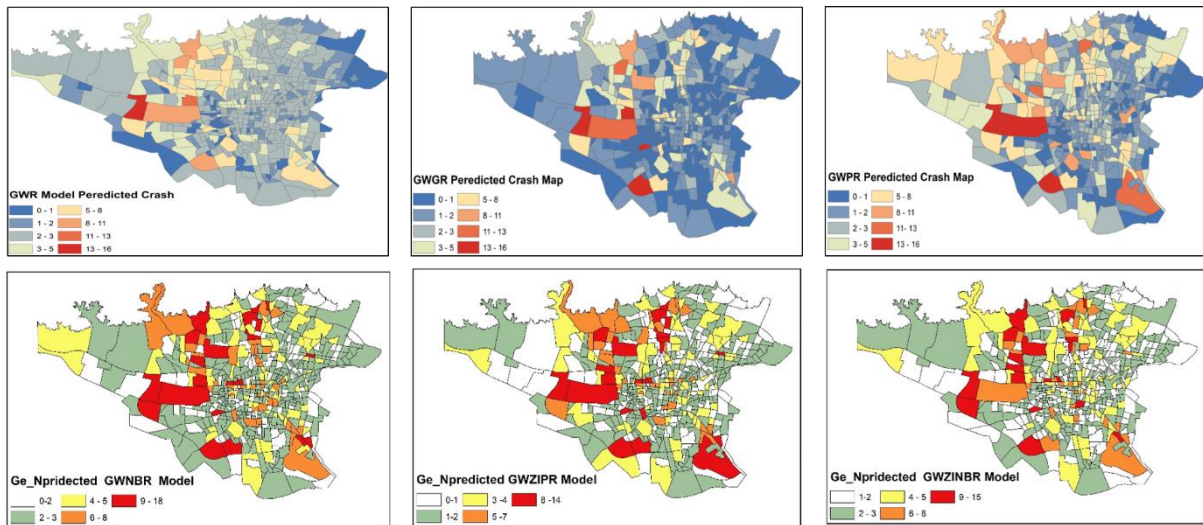 GWR Model Peredicted Crash
0 - 1 5 - 8
1 - 2 8 - 11
2 - 3 11 - 13
3 - 5 13 - 16
GWGR Peredicted Crash Map
0 - 1 5 - 8
1 - 2 8 - 11
2 - 3 11 - 13
3 - 5 13 - 16
GWPR Peredicted Crash Map
0 - 1 5 - 8
1 - 2 8 - 11
2 - 3 11- 13
3 - 5 13 - 16
Ge_Npridected GWNBR Model
0-2 4 - 5 9 - 18
2 - 3 6 - 8
Ge_Npredicted GWZIPR Model
0-1 3 -4 8 -14
1-2 5 -7
Ge_Npredicted GWZINBR Model
1-2 4 - 5 9 - 15
2 - 3 6 - 8